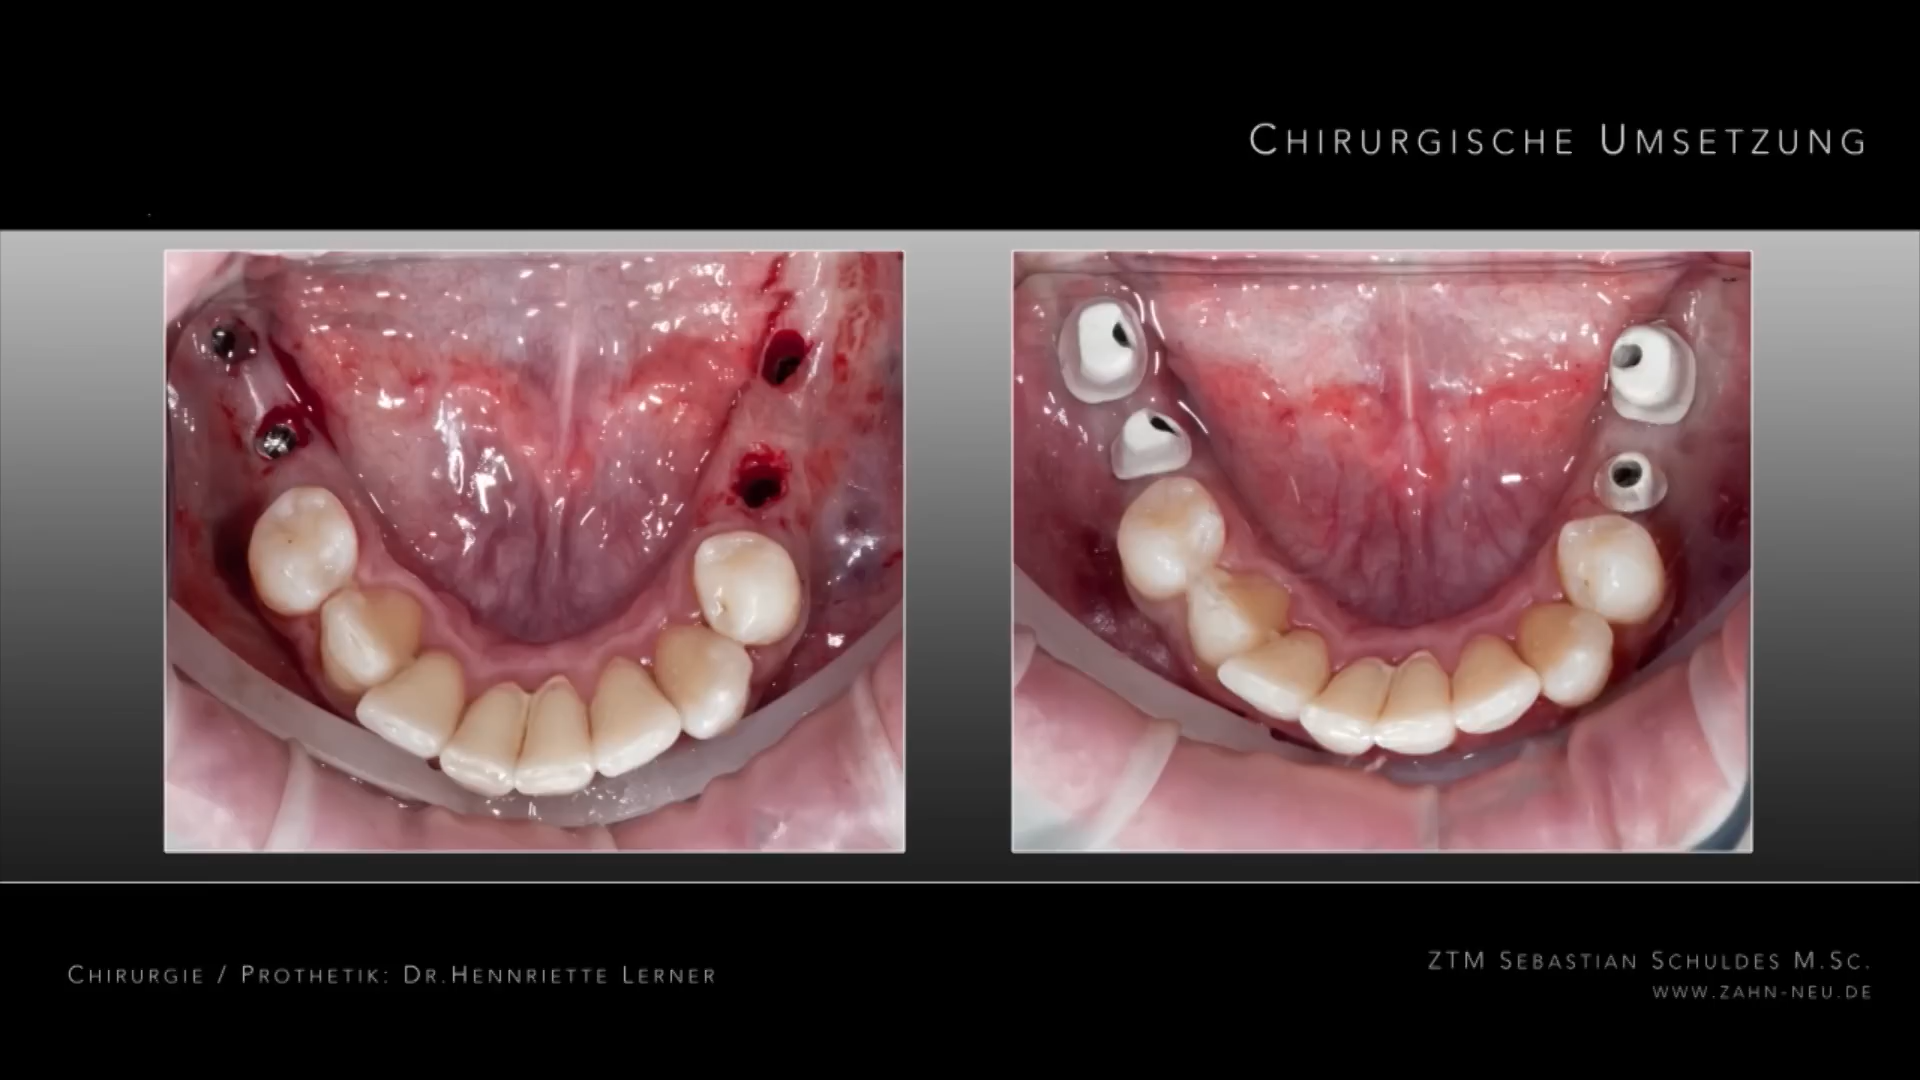 Chirurgische Umsetzung
Chirurgie / Prothetik: Dr.Hennriette Lerner
ZTM Sebastian Schuldes M.Sc.
www.zahn-neu.de